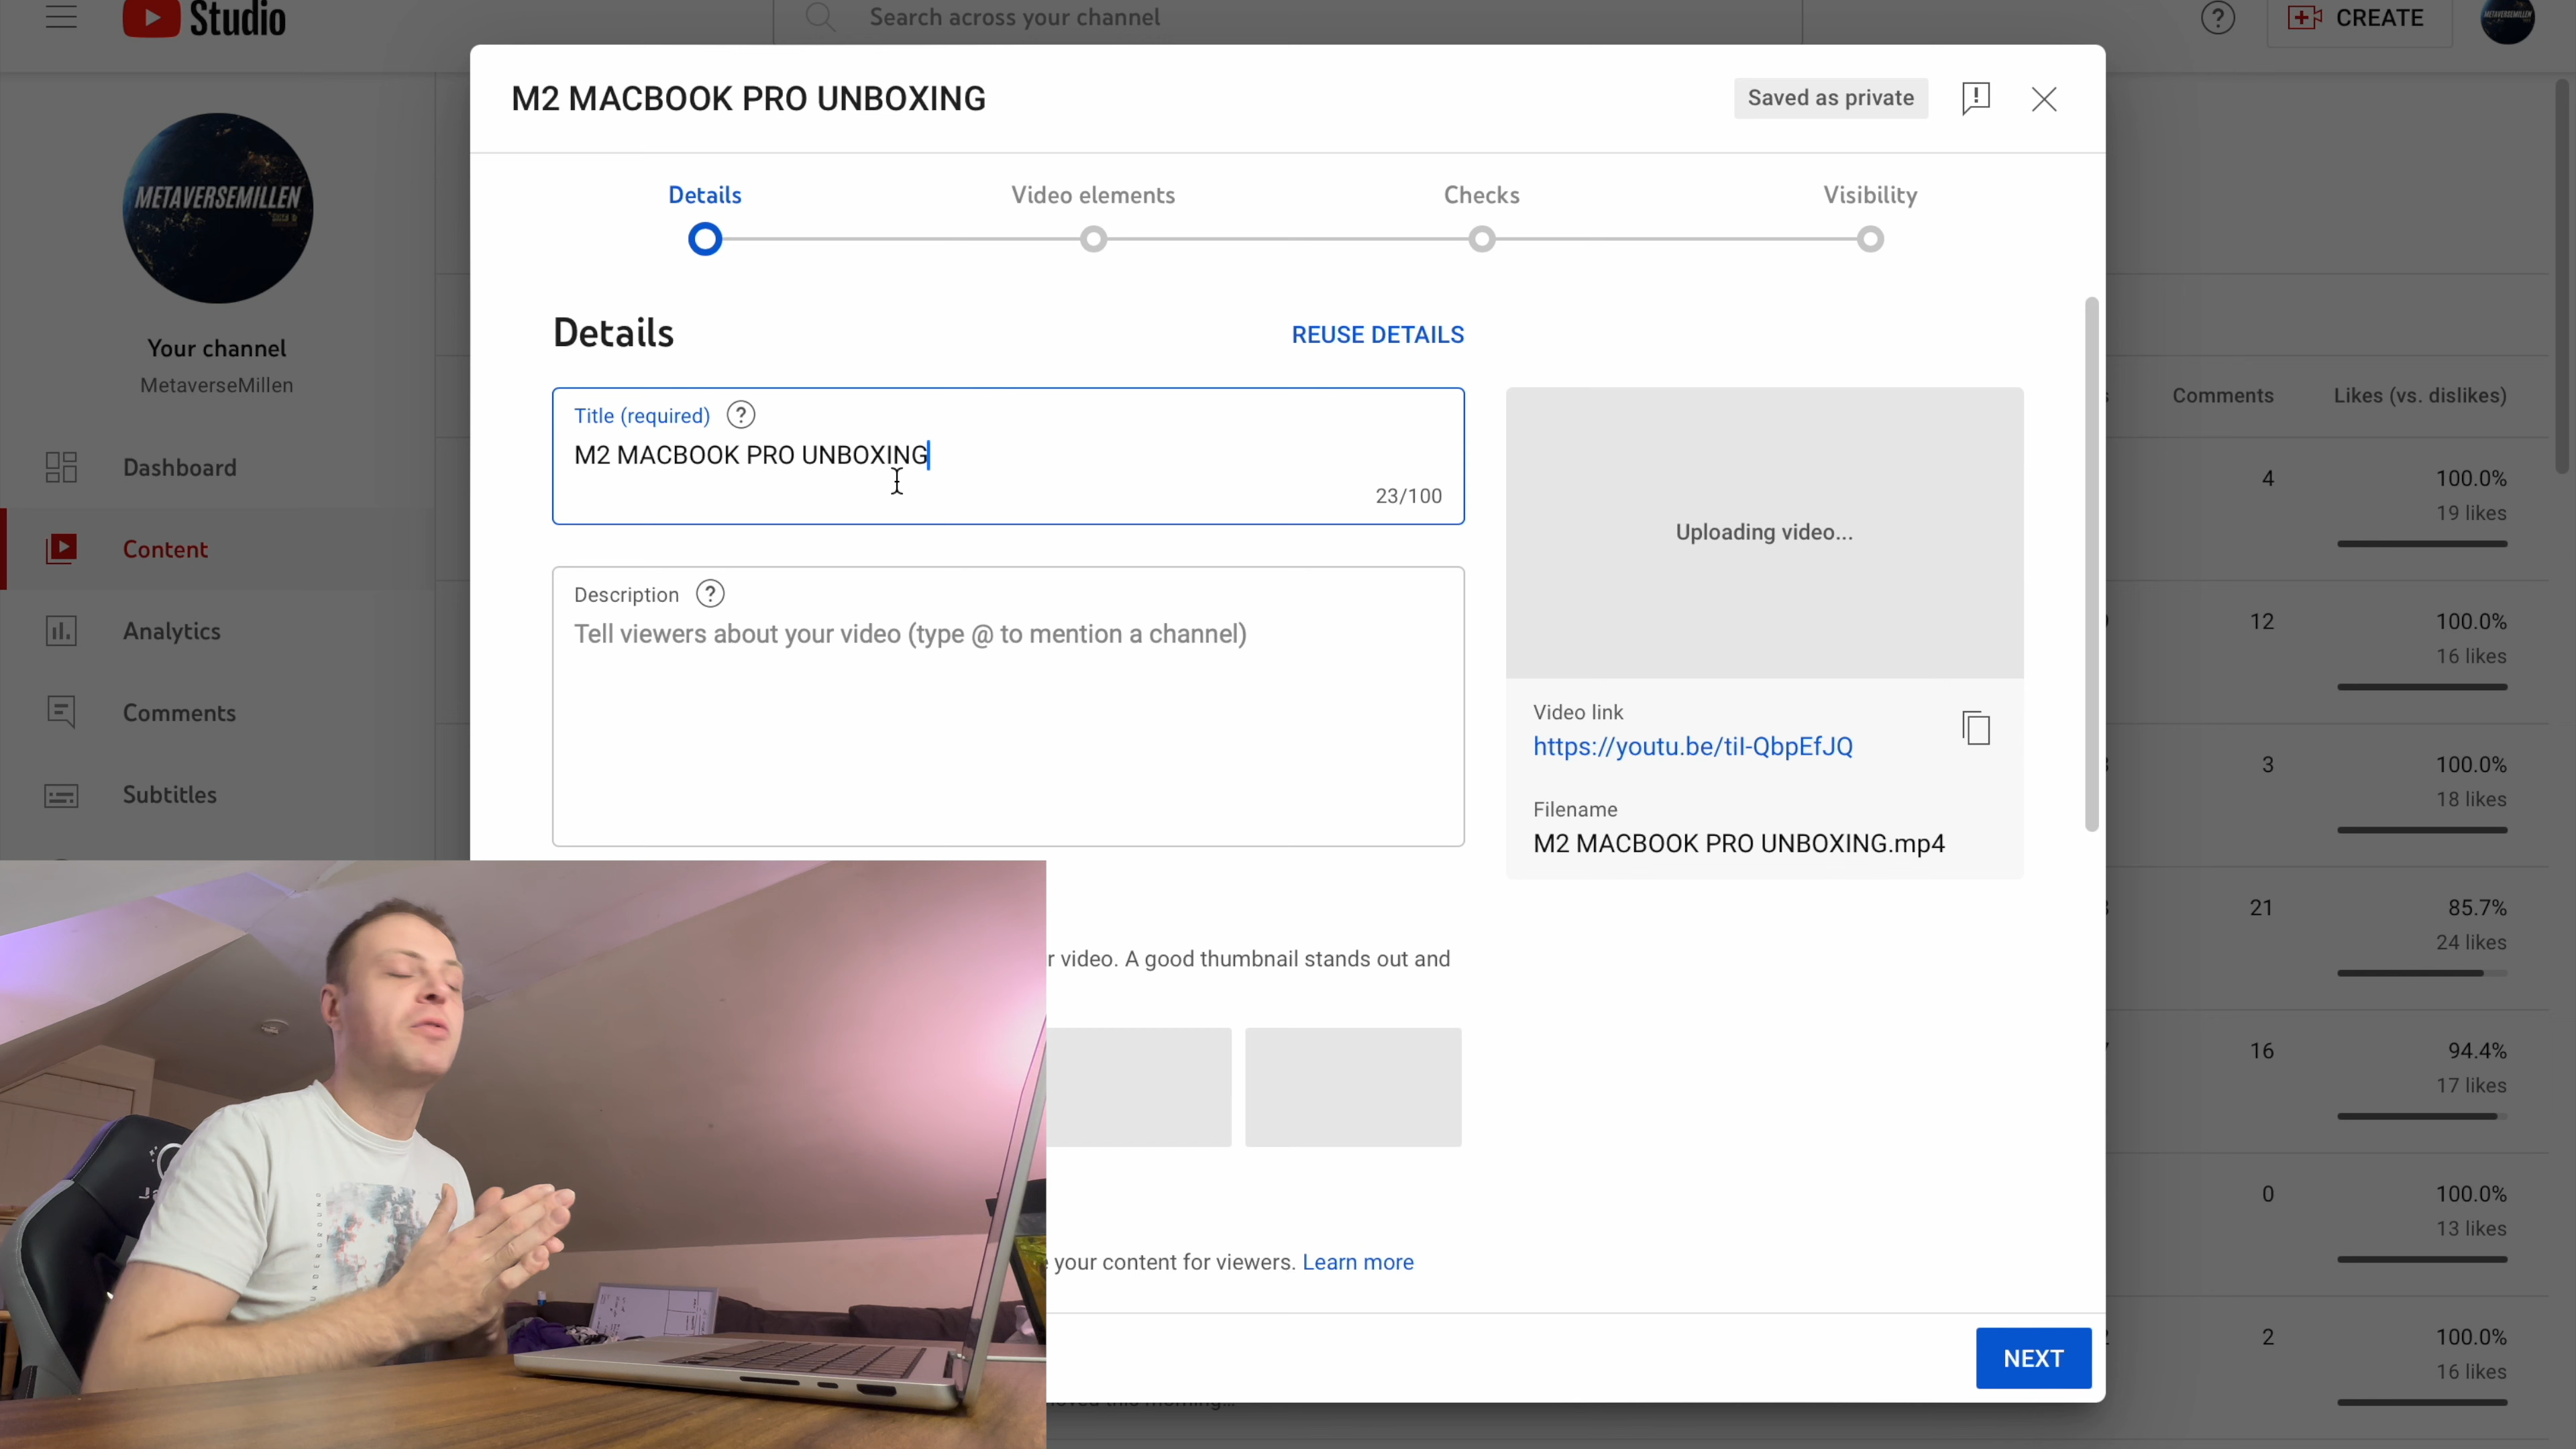 Studio
Search across your channel
CREATE
METAVERSEMILLEN
M2 MACBOOK PRO UNBOXING
Saved as private
Details
Video elements
Checks
Visibility
METAVERSEMILLEN
Your channel
MetaverseMillen
Dashboard
Content
Analytics
Comments
Subtitles
Details
REUSE DETAILS
Title (required)
M2 MACBOOK PRO UNBOXING
23/100
Description
Tell viewers about your video (type @ to mention a channel)
Uploading video...
Video link
https://youtu.be/tiI-QbpEfJQ
Filename
M2 MACBOOK PRO UNBOXING.mp4
r video. A good thumbnail stands out and
your content for viewers. Learn more
NEXT
Comments
Likes (vs. dislikes)
4
100.0%
19 likes
12
100.0%
16 likes
3
100.0%
18 likes
21
85.7%
24 likes
16
94.4%
17 likes
0
100.0%
13 likes
2
100.0%
16 likes
UNDERGROUND